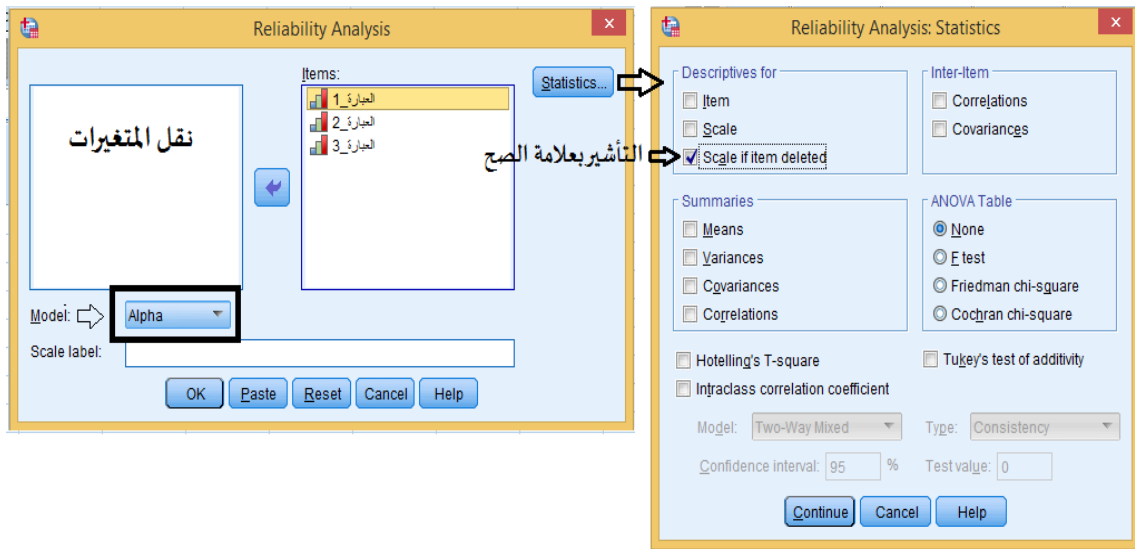 Reliability Analysis
Items:
العبارة_1
العبارة_2
العبارة_3
Statistics...
نقل المتغيرات
Model:
Alpha
Scale label:
OK Paste Reset Cancel Help
التأشير بعلامة الصح
Reliability Analysis: Statistics
Descriptives for
Item
Scale
Scale if item deleted
Inter-Item
Correlations
Covariances
Summaries
Means
Variances
Covariances
Correlations
ANOVA Table
None
F test
Friedman chi-square
Cochran chi-square
Hotelling's T-square
Tukey's test of additivity
Intraclass correlation coefficient
Model: Two-Way Mixed Type: Consistency
Confidence interval: 95 % Test value: 0
Continue Cancel Help